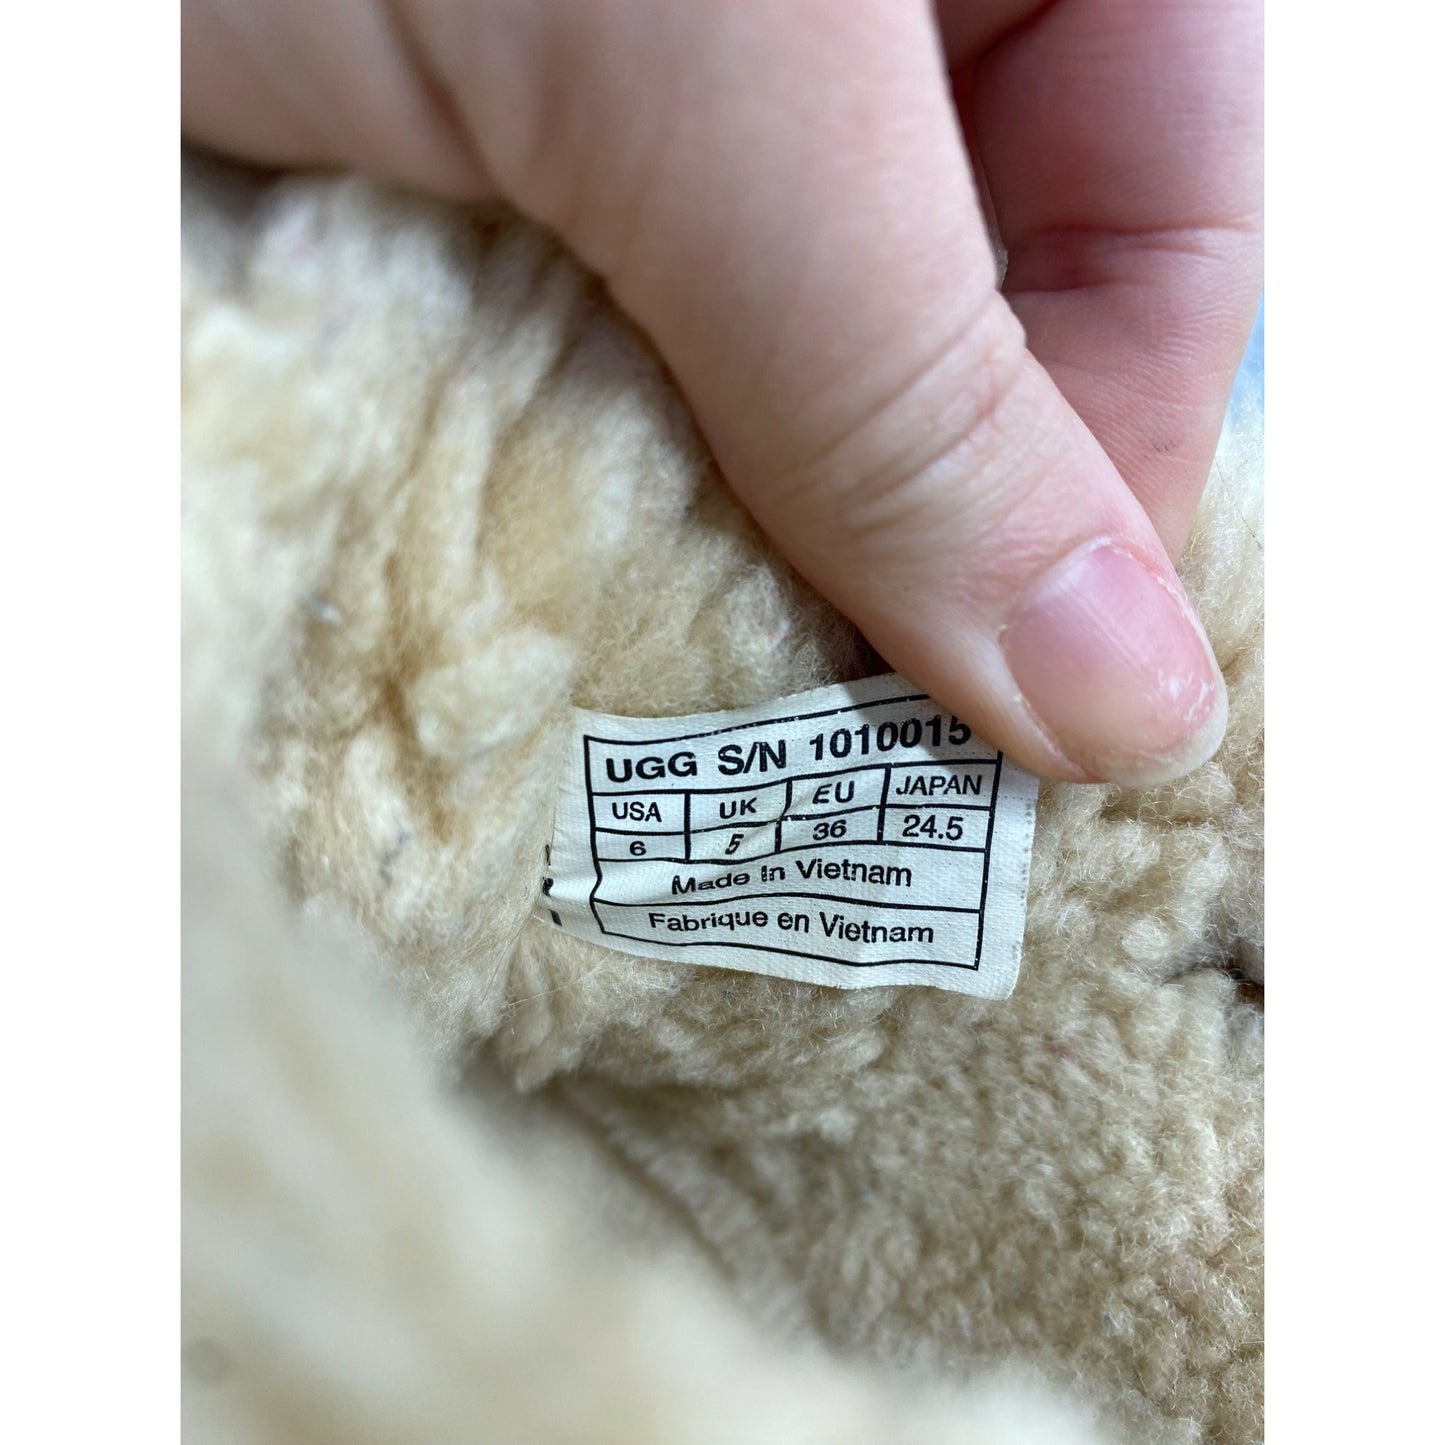 UGG S/N 1010015
USA UK EU JAPAN
6 5 36 24.5
Made in Vietnam
Fabrique en Vietnam